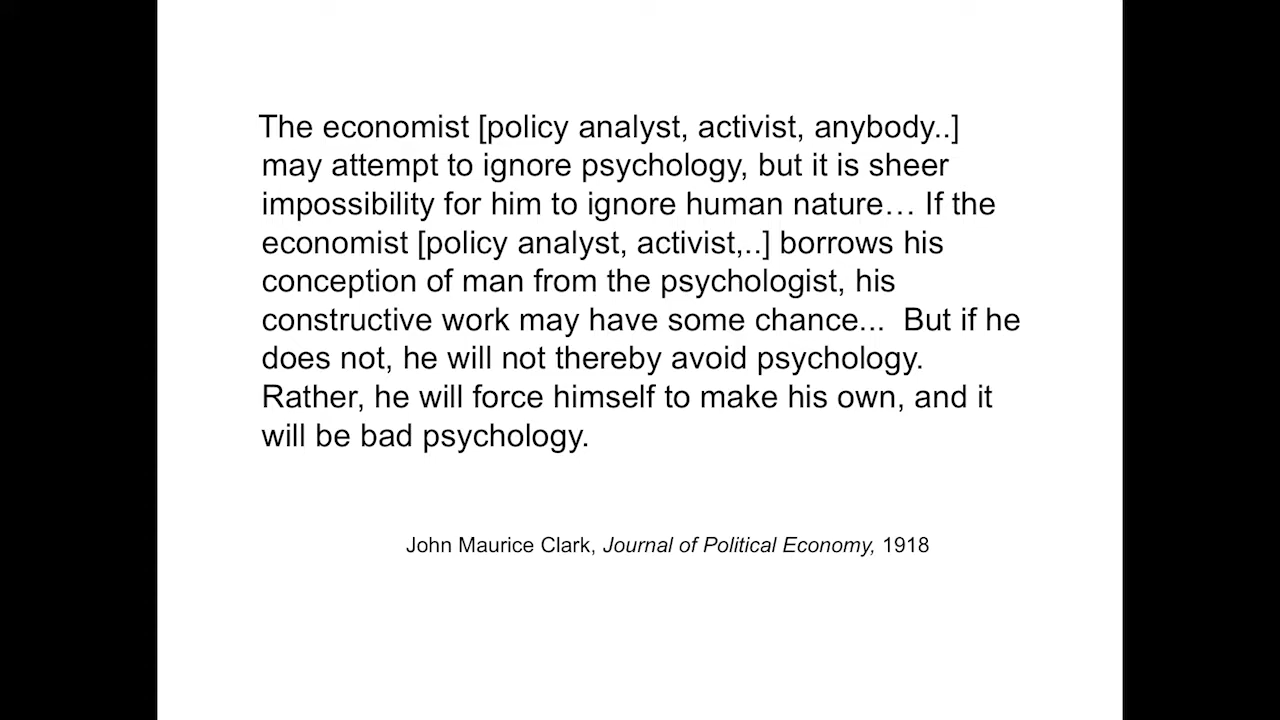 The economist [policy analyst, activist, anybody..]
may attempt to ignore psychology, but it is sheer
impossibility for him to ignore human nature… If the
economist [policy analyst, activist,..] borrows his
conception of man from the psychologist, his
constructive work may have some chance...  But if he
does not, he will not thereby avoid psychology.
Rather, he will force himself to make his own, and it
will be bad psychology.
John Maurice Clark, Journal of Political Economy, 1918